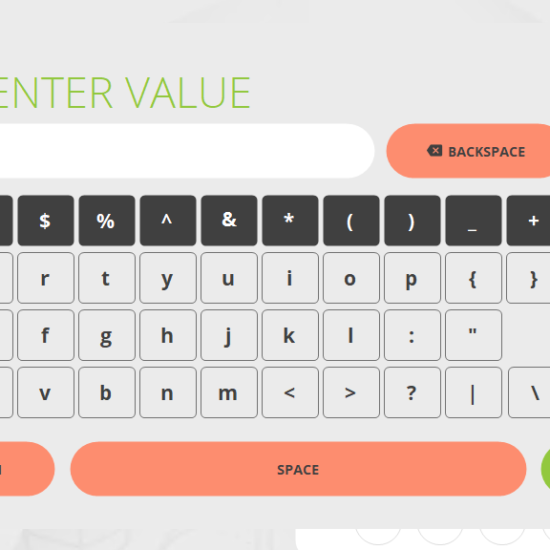 ENTER VALUE
BACKSPACE
$ % ^ & * ( ) _ +
r t y u i o p { }
f g h j k l : "
v b n m < > ? | \
SPACE